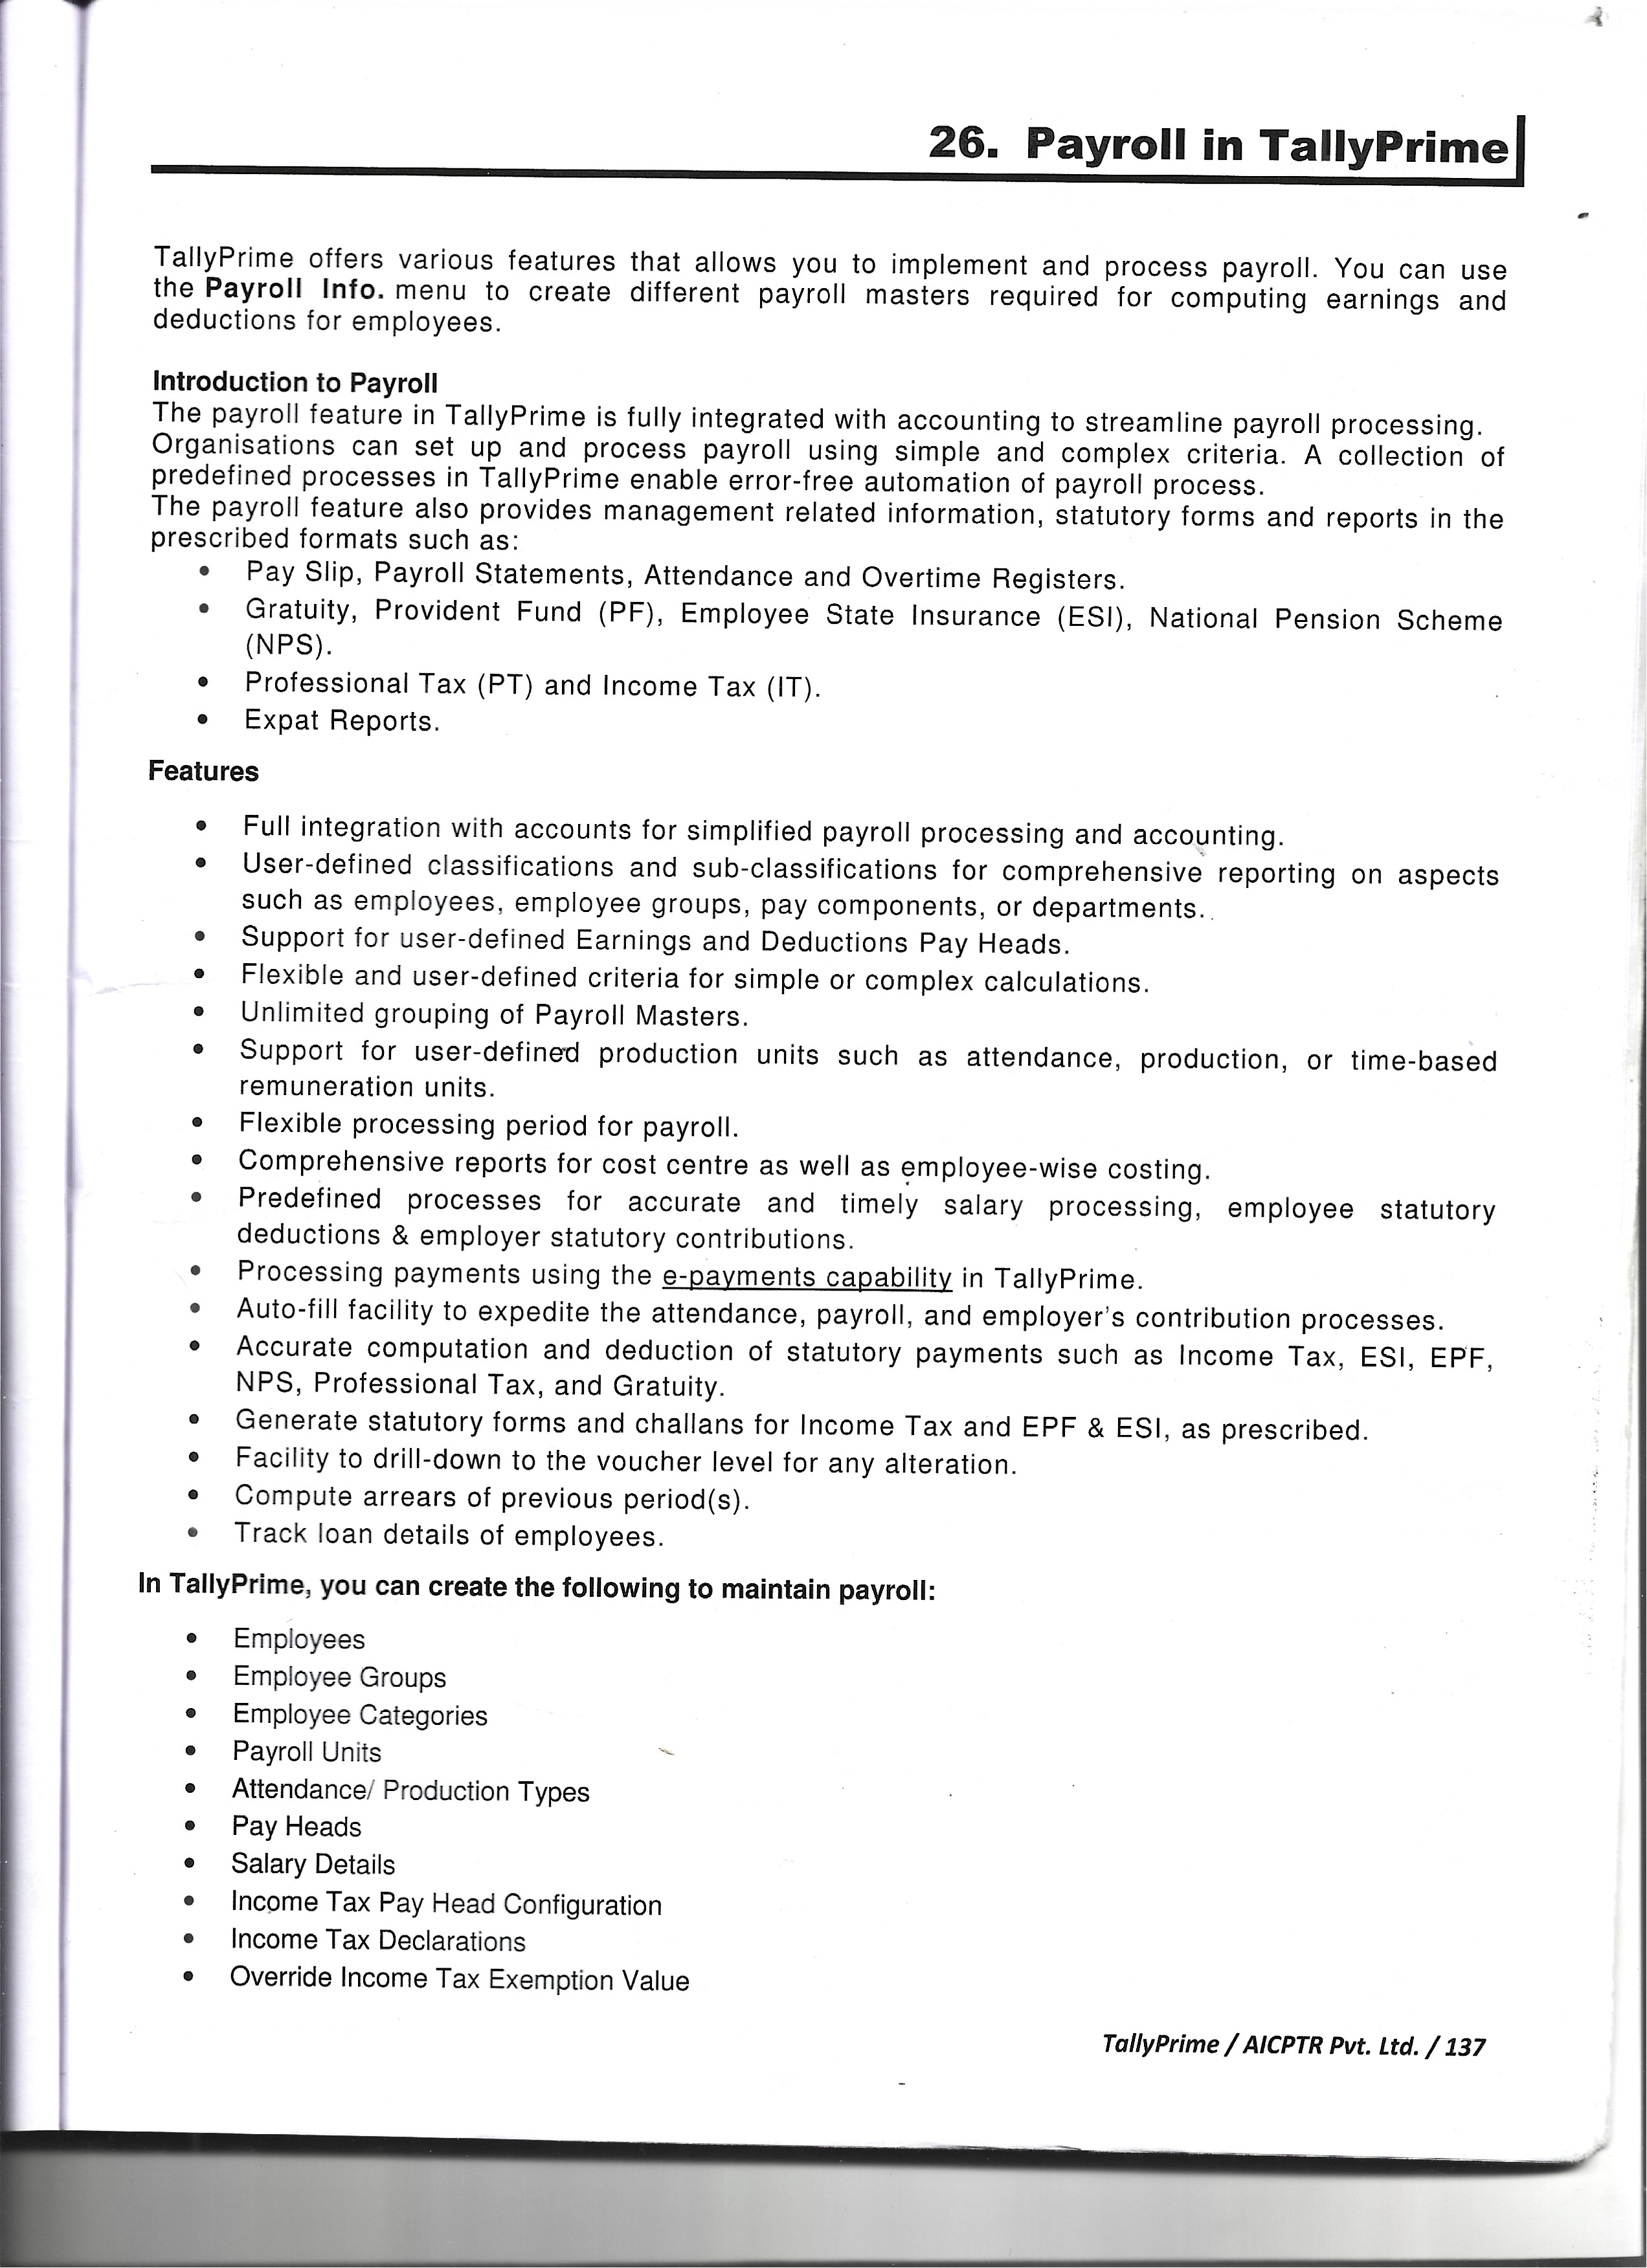 26. Payroll in TallyPrime
TallyPrime offers various features that allows you to implement and process payroll. You can use
the Payroll Info. menu to create different payroll masters required for computing earnings and
deductions for employees.
Introduction to Payroll
The payroll feature in TallyPrime is fully integrated with accounting to streamline payroll processing.
Organisations can set up and process payroll using simple and complex criteria. A collection of
predefined processes in TallyPrime enable error-free automation of payroll process.
The payroll feature also provides management related information, statutory forms and reports in the
prescribed formats such as:
• Pay Slip, Payroll Statements, Attendance and Overtime Registers.
• Gratuity, Provident Fund (PF), Employee State Insurance (ESI), National Pension Scheme
(NPS).
• Professional Tax (PT) and Income Tax (IT).
• Expat Reports.
Features
• Full integration with accounts for simplified payroll processing and accounting.
• User-defined classifications and sub-classifications for comprehensive reporting on aspects
such as employees, employee groups, pay components, or departments.
• Support for user-defined Earnings and Deductions Pay Heads.
• Flexible and user-defined criteria for simple or complex calculations.
• Unlimited grouping of Payroll Masters.
• Support for user-defined production units such as attendance, production, or time-based
remuneration units.
• Flexible processing period for payroll.
• Comprehensive reports for cost centre as well as employee-wise costing.
• Predefined processes for accurate and timely salary processing, employee statutory
deductions & employer statutory contributions.
• Processing payments using the e-payments capability in TallyPrime.
• Auto-fill facility to expedite the attendance, payroll, and employer's contribution processes.
• Accurate computation and deduction of statutory payments such as Income Tax, ESI, EPF,
NPS, Professional Tax, and Gratuity.
• Generate statutory forms and challans for Income Tax and EPF & ESI, as prescribed.
• Facility to drill-down to the voucher level for any alteration.
• Compute arrears of previous period(s).
• Track loan details of employees.
In TallyPrime, you can create the following to maintain payroll:
• Employees
• Employee Groups
• Employee Categories
• Payroll Units
• Attendance/ Production Types
• Pay Heads
• Salary Details
• Income Tax Pay Head Configuration
• Income Tax Declarations
• Override Income Tax Exemption Value
TallyPrime / AICPTR Pvt. Ltd. / 137